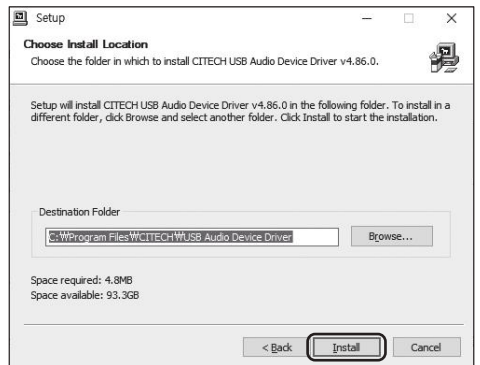 Setup
Choose Install Location
Choose the folder in which to install CITECH USB Audio Device Driver v4.86.0.
Setup will install CITECH USB Audio Device Driver v4.86.0 in the following folder. To install in a
different folder, click Browse and select another folder. Click Install to start the installation.
Destination Folder
C:₩Program Files₩CITECH₩USB Audio Device Driver
Browse...
Space required: 4.8MB
Space available: 93.3GB
< Back
Install
Cancel